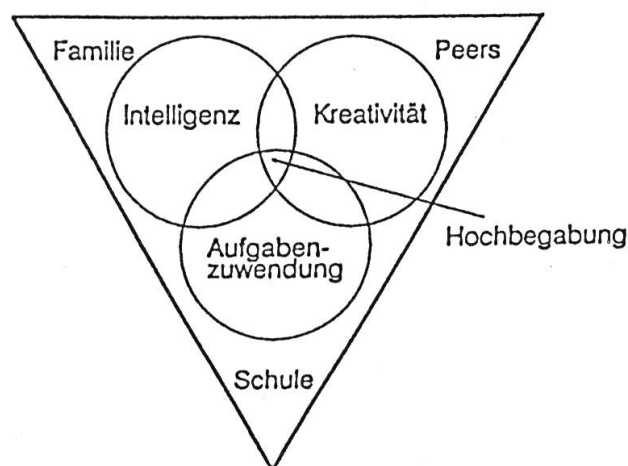 Familie
Peers
Intelligenz
Kreativität
Hochbegabung
Aufgaben-
zuwendung
Schule